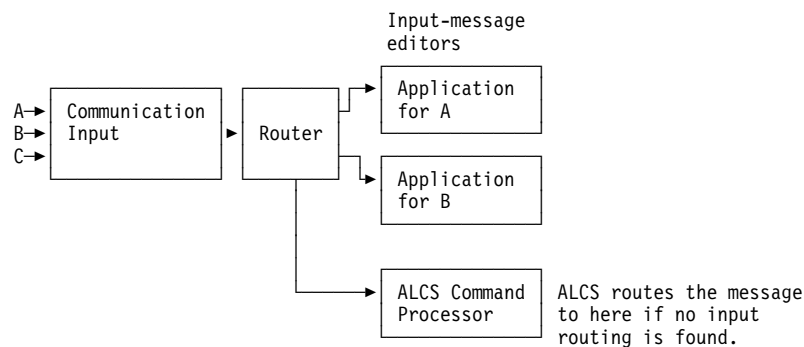 Input-message
editors
Application
for A
A
B
C
Communication
Input
Router
Application
for B
ALCS Command
Processor
ALCS routes the message
to here if no input
routing is found.